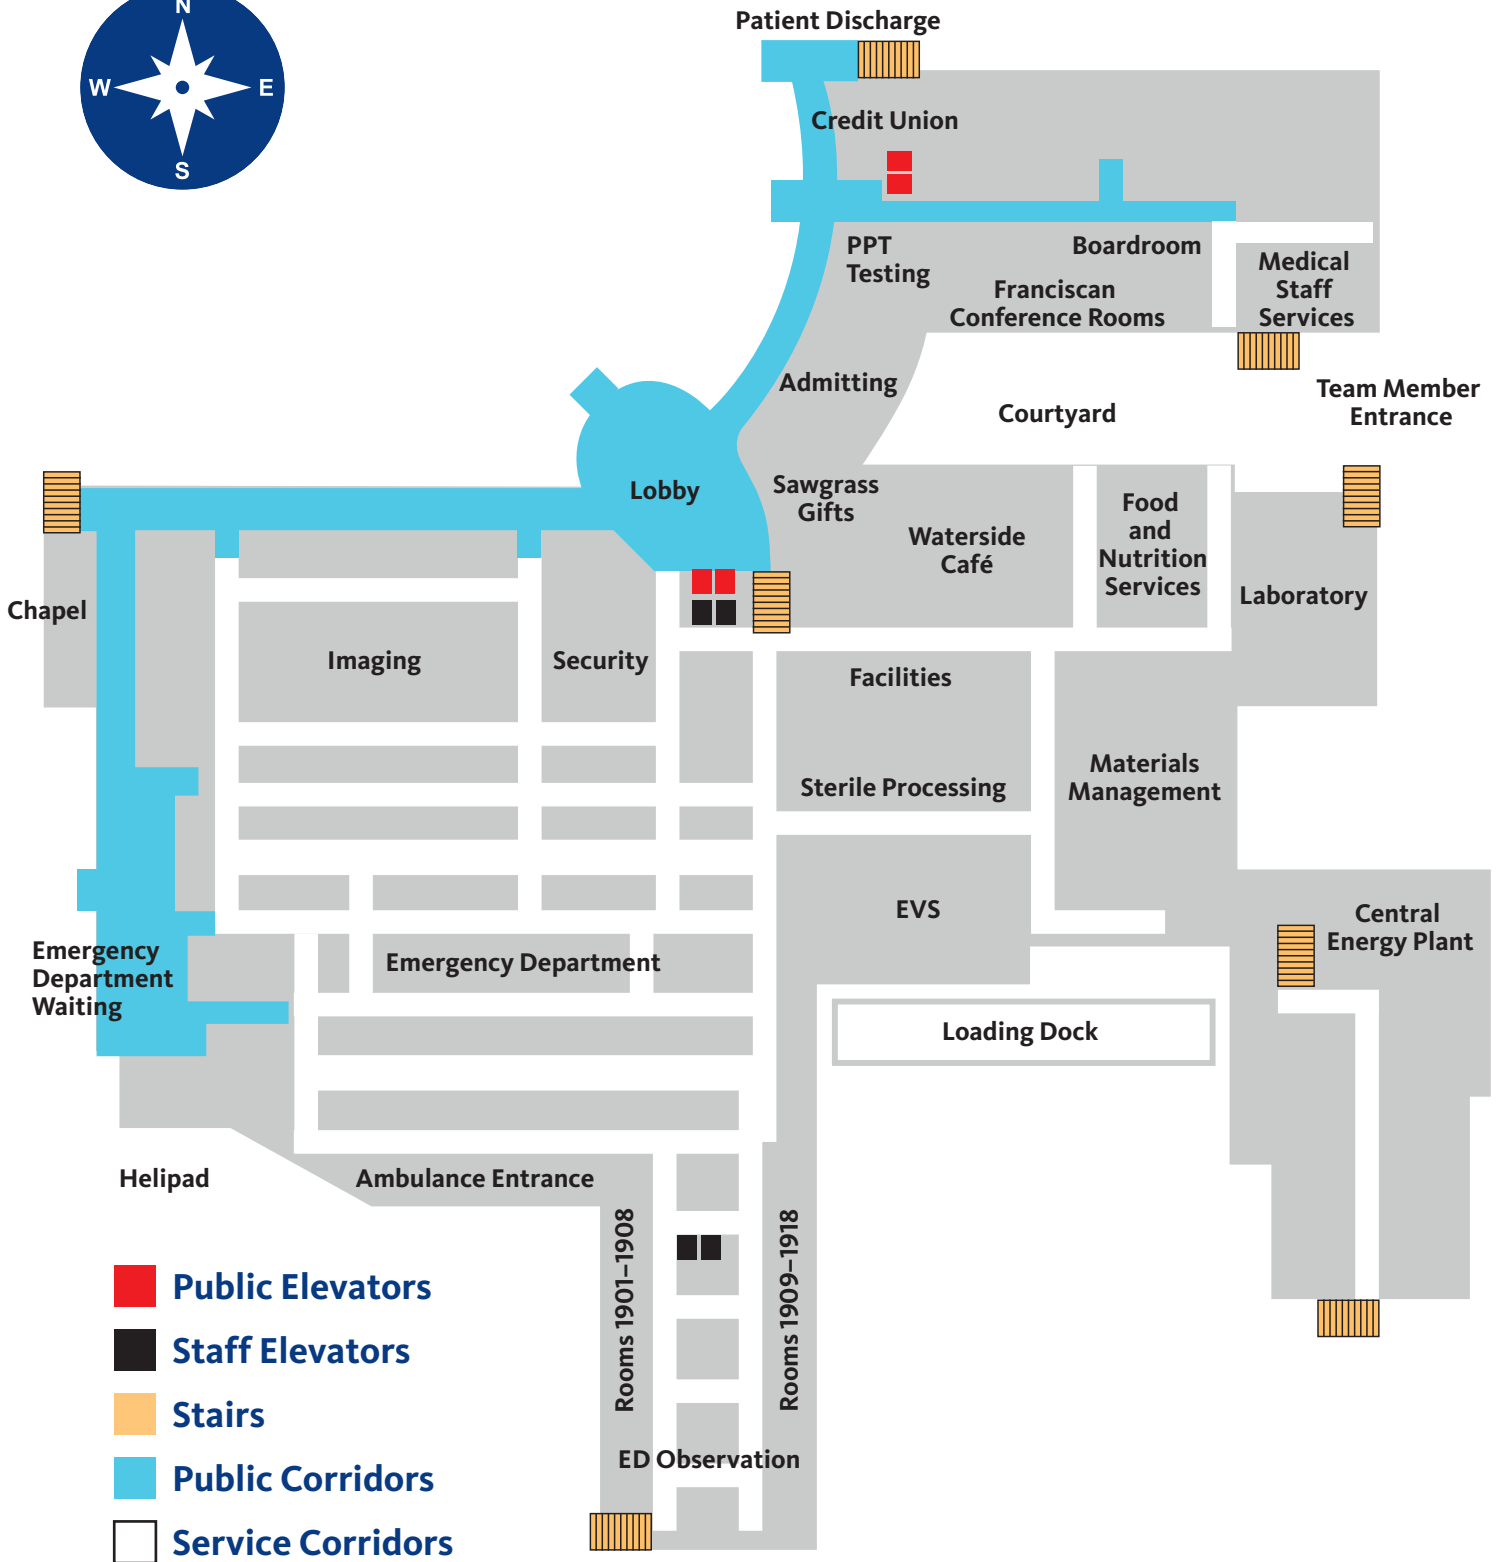 N
W
E
S
Patient Discharge
Credit Union
PPT
Testing
Boardroom
Franciscan
Conference Rooms
Medical
Staff
Services
Admitting
Courtyard
Team Member
Entrance
Lobby
Sawgrass
Gifts
Waterside
Café
Food
and
Nutrition
Services
Laboratory
Chapel
Imaging
Security
Facilities
Sterile Processing
Materials
Management
EVS
Central
Energy Plant
Emergency
Department
Waiting
Emergency Department
Loading Dock
Helipad
Ambulance Entrance
Rooms 1901–1908
Rooms 1909–1918
ED Observation
Public Elevators
Staff Elevators
Stairs
Public Corridors
Service Corridors